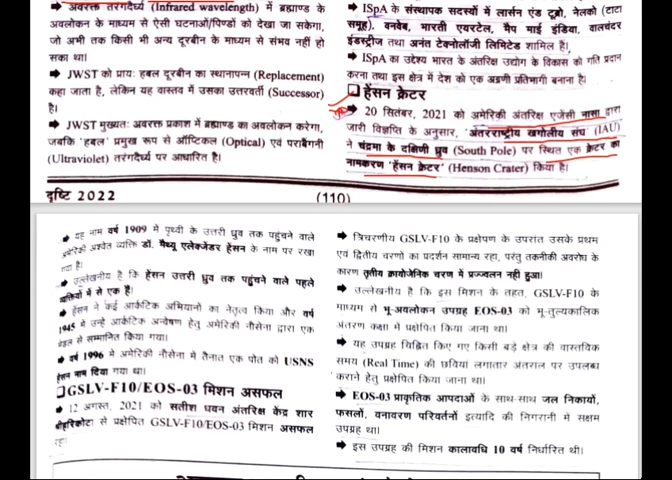 ➡ अवरक्त तरंगदैर्ध्य (Infrared wavelength) में ब्रह्माण्ड के
अवलोकन के माध्यम से ऐसी घटनाओं/पिण्डों को देखा जा सकेगा,
जो अभी तक किसी भी अन्य दूरबीन के माध्यम से संभव नहीं हो
सका था।
➡ JWST को प्रायः हबल दूरबीन का स्थानापन्न (Replacement)
कहा जाता है, लेकिन यह वास्तव में उसका उत्तरवर्ती (Successor)
है।
➡ JWST मुख्यतः अवरक्त प्रकाश में ब्रह्माण्ड का अवलोकन करेगा,
जबकि 'हबल' प्रमुख रूप से ऑप्टिकल (Optical) एवं पराबैंगनी
(Ultraviolet) तरंगदैर्ध्य पर आधारित है।
➡ ISpA के संस्थापक सदस्यों में लार्सन एंड टूब्रो, नेलको (टाटा
समूह), वनवेब, भारती एयरटेल, मैप माई इंडिया, वालचंदर
इंडस्ट्रीज तथा अनंत टेक्नोलॉजी लिमिटेड शामिल हैं।
➡ ISpA का उद्देश्य भारत के अंतरिक्ष उद्योग के विकास को गति प्रदान
करना तथा इस क्षेत्र में देश को एक अग्रणी प्रतिभागी बनाना है।
❑ हेंसन क्रेटर
➡ 20 सितंबर, 2021 को अमेरिकी अंतरिक्ष एजेंसी नासा द्वारा
जारी विज्ञप्ति के अनुसार, 'अंतरराष्ट्रीय खगोलीय संघ' (IAU)
ने चंद्रमा के दक्षिणी ध्रुव (South Pole) पर स्थित एक क्रेटर का
नामकरण 'हेंसन क्रेटर' (Henson Crater) किया है।
दृष्टि 2022
(110)
➡ यह नाम वर्ष 1909 में पृथ्वी के उत्तरी ध्रुव तक पहुंचने वाले
अमेरिकी अश्वेत व्यक्ति डॉ. मैथ्यू एलेक्जेंडर हेंसन के नाम पर रखा
गया है।
➡ उल्लेखनीय है कि हेंसन उत्तरी ध्रुव तक पहुंचने वाले पहले
व्यक्तियों में से एक हैं।
➡ हेंसन ने कई आर्कटिक अभियानों का नेतृत्व किया और वर्ष
1945 में उन्हें आर्कटिक अन्वेषण हेतु अमेरिकी नौसेना द्वारा एक
से सम्मानित किया गया।
➡ वर्ष 1996 में अमेरिकी नौसेना में तैनात एक पोत को USNS
हेंसन नाम दिया गया था।
❑ GSLV-F10/EOS-03 मिशन असफल
➡ 12 अगस्त, 2021 को सतीश धवन अंतरिक्ष केंद्र शार
श्रीहरिकोटा से प्रक्षेपित GSLV-F10/EOS-03 मिशन असफल
रहा।
➡ त्रिचरणीय GSLV-F10 के प्रक्षेपण के उपरांत उसके प्रथम
एवं द्वितीय चरणों का प्रदर्शन सामान्य रहा, परंतु तकनीकी अवरोध के
कारण तृतीय क्रायोजेनिक चरण में प्रज्ज्वलन नहीं हुआ।
➡ उल्लेखनीय है कि इस मिशन के तहत, GSLV-F10 के
माध्यम से भू-अवलोकन उपग्रह EOS-03 को भू-तुल्यकालिक
अंतरण कक्षा में प्रक्षेपित किया जाना था।
➡ यह उपग्रह चिह्नित किए गए किसी बड़े क्षेत्र की वास्तविक
समय (Real Time) की छवियां लगातार अंतराल पर उपलब्ध
कराने हेतु प्रक्षेपित किया जाना था।
➡ EOS-03 प्राकृतिक आपदाओं के साथ-साथ जल निकायों,
फसलों, वनावरण परिवर्तनों इत्यादि की निगरानी में सक्षम
उपग्रह था।
➡ इस उपग्रह की मिशन कालावधि 10 वर्ष निर्धारित थी।